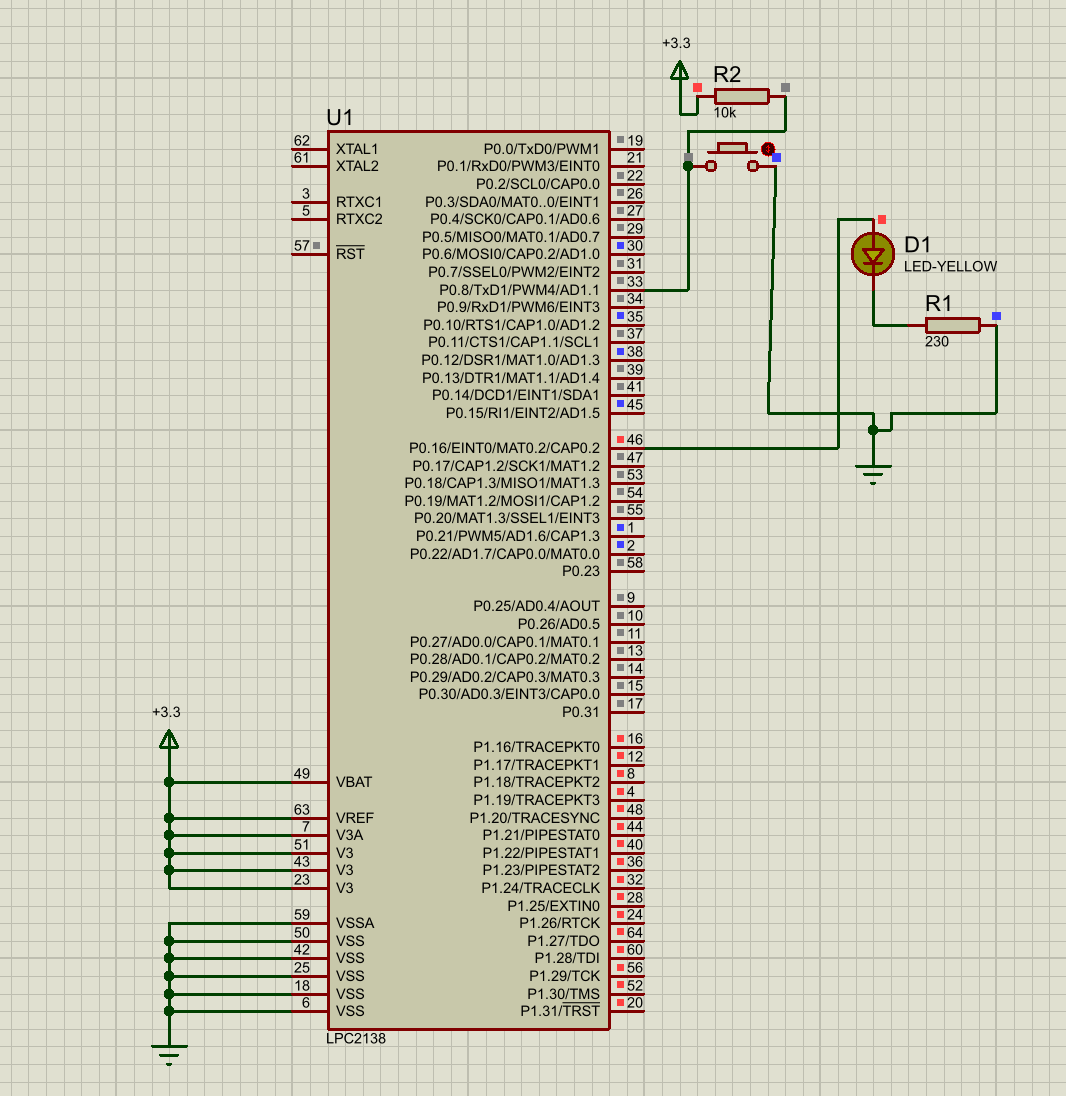 +3.3
R2
10k
U1
62 XTAL1
61 XTAL2
3 RTXC1
5 RTXC2
57 RST
P0.0/TxD0/PWM1 19
P0.1/RxD0/PWM3/EINT0 21
P0.2/SCL0/CAP0.0 22
P0.3/SDA0/MAT0..0/EINT1 26
P0.4/SCK0/CAP0.1/AD0.6 27
P0.5/MISO0/MAT0.1/AD0.7 29
P0.6/MOSI0/CAP0.2/AD1.0 30
P0.7/SSEL0/PWM2/EINT2 31
P0.8/TxD1/PWM4/AD1.1 33
P0.9/RxD1/PWM6/EINT3 34
P0.10/RTS1/CAP1.0/AD1.2 35
P0.11/CTS1/CAP1.1/SCL1 37
P0.12/DSR1/MAT1.0/AD1.3 38
P0.13/DTR1/MAT1.1/AD1.4 39
P0.14/DCD1/EINT1/SDA1 41
P0.15/RI1/EINT2/AD1.5 45
P0.16/EINT0/MAT0.2/CAP0.2 46
P0.17/CAP1.2/SCK1/MAT1.2 47
P0.18/CAP1.3/MISO1/MAT1.3 53
P0.19/MAT1.2/MOSI1/CAP1.2 54
P0.20/MAT1.3/SSEL1/EINT3 55
P0.21/PWM5/AD1.6/CAP1.3 1
P0.22/AD1.7/CAP0.0/MAT0.0 2
P0.23 58
P0.25/AD0.4/AOUT 9
P0.26/AD0.5 10
P0.27/AD0.0/CAP0.1/MAT0.1 11
P0.28/AD0.1/CAP0.2/MAT0.2 13
P0.29/AD0.2/CAP0.3/MAT0.3 14
P0.30/AD0.3/EINT3/CAP0.0 15
P0.31 17
P1.16/TRACEPKT0 16
P1.17/TRACEPKT1 12
P1.18/TRACEPKT2 8
P1.19/TRACEPKT3 4
P1.20/TRACESYNC 48
P1.21/PIPESTAT0 44
P1.22/PIPESTAT1 40
P1.23/PIPESTAT2 36
P1.24/TRACECLK 32
P1.25/EXTIN0 28
P1.26/RTCK 24
P1.27/TDO 64
P1.28/TDI 60
P1.29/TCK 56
P1.30/TMS 52
P1.31/TRST 20
D1
LED-YELLOW
R1
230
+3.3
49 VBAT
63 VREF
7 V3A
51 V3
43 V3
23 V3
59 VSSA
50 VSS
42 VSS
25 VSS
18 VSS
6 VSS
LPC2138